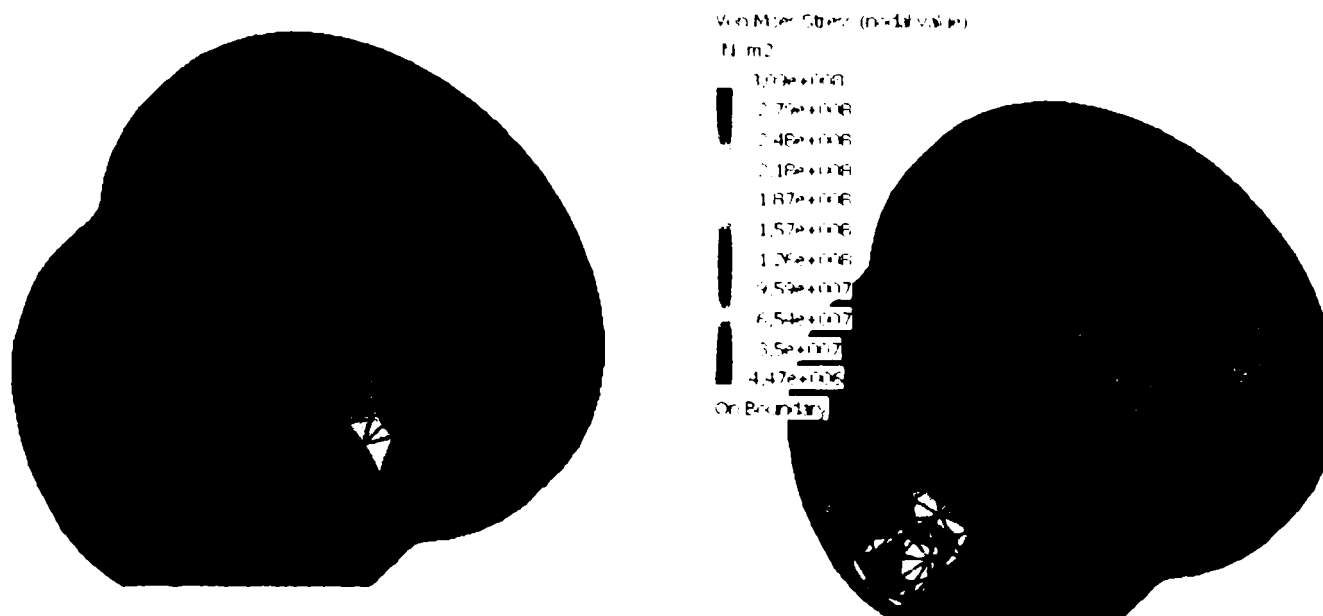 Von Mises Stress (nodal value)
N m2
3,09e+008
2,79e+008
2,48e+008
2,18e+008
1,87e+008
1,57e+008
1,26e+008
9,59e+007
6,54e+007
3,5e+007
4,47e+006
On Boundary